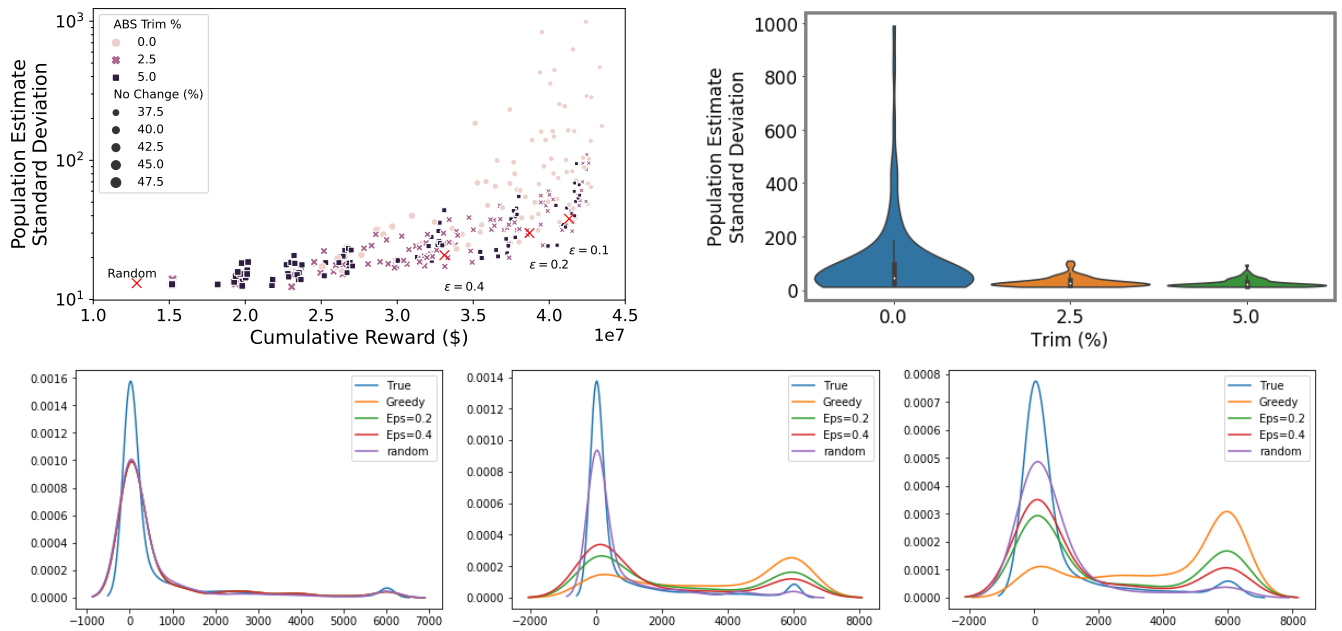 Population Estimate
Standard Deviation
10^3
10^2
10^1
ABS Trim %
0.0
2.5
5.0
No Change (%)
37.5
40.0
42.5
45.0
47.5
Random
ε = 0.4
ε = 0.2
ε = 0.1
1.0 1.5 2.0 2.5 3.0 3.5 4.0 4.5
1e7
Cumulative Reward ($)
Population Estimate
Standard Deviation
1000
800
600
400
200
0
0.0 2.5 5.0
Trim (%)
0.0016
0.0014
0.0012
0.0010
0.0008
0.0006
0.0004
0.0002
0.0000
True
Greedy
Eps=0.2
Eps=0.4
random
−1000 0 1000 2000 3000 4000 5000 6000 7000
0.0014
0.0012
0.0010
0.0008
0.0006
0.0004
0.0002
0.0000
True
Greedy
Eps=0.2
Eps=0.4
random
−2000 0 2000 4000 6000 8000
0.0008
0.0007
0.0006
0.0005
0.0004
0.0003
0.0002
0.0001
0.0000
True
Greedy
Eps=0.2
Eps=0.4
random
−2000 0 2000 4000 6000 8000